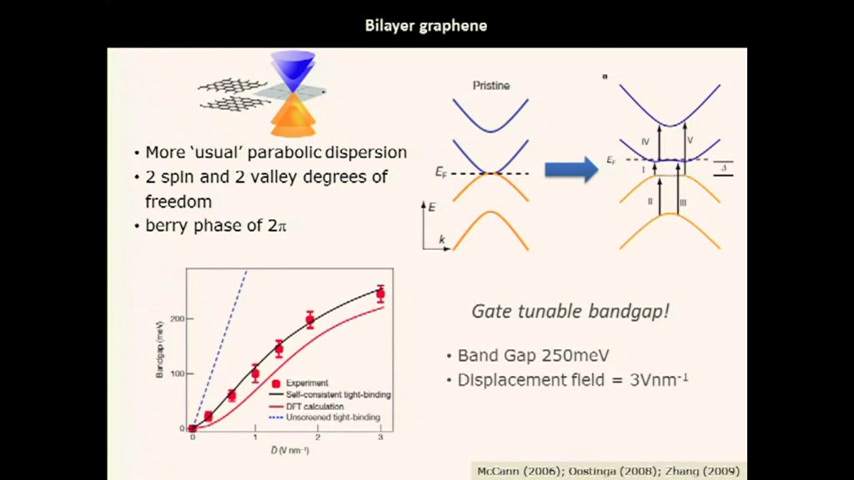 Bilayer graphene
• More 'usual' parabolic dispersion
• 2 spin and 2 valley degrees of
freedom
• berry phase of 2π
Pristine
E_F
E
k
a
E_F
IV
V
I
Δ
II
III
Gate tunable bandgap!
• Band Gap 250meV
• Displacement field = 3Vnm⁻¹
Bandgap (meV)
200
100
0
0 1 2 3
D̄ (V nm⁻¹)
Experiment
Self-consistent tight-binding
DFT calculation
Unscreened tight-binding
McCann (2006); Oostinga (2008); Zhang (2009)